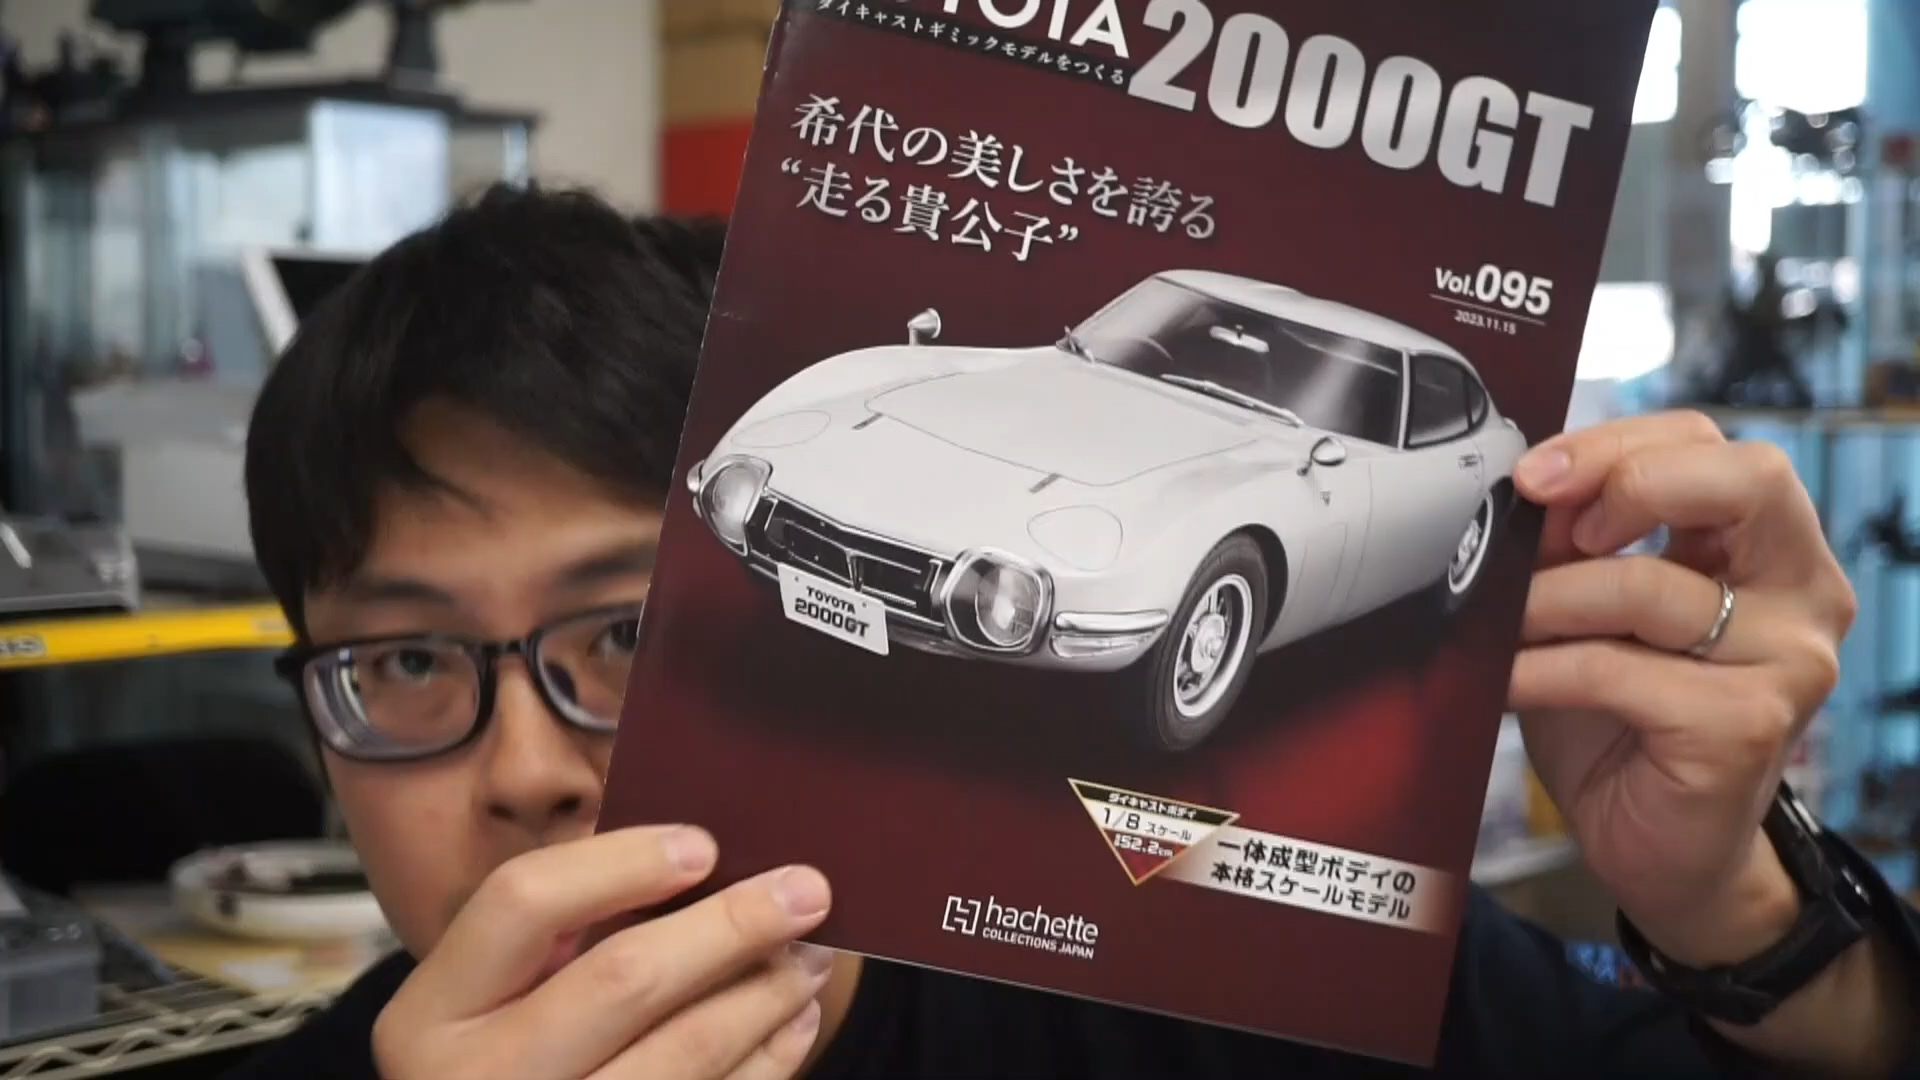 TOYOTA
2000GT
ダイキャストギミックモデルをつくる
希代の美しさを誇る
“走る貴公子”
Vol.095
2023.11.15
TOYOTA
2000GT
ダイキャストボディ
1/8 スケール
全長52.2cm
一体成型ボディの
本格スケールモデル
hachette
COLLECTIONS JAPAN